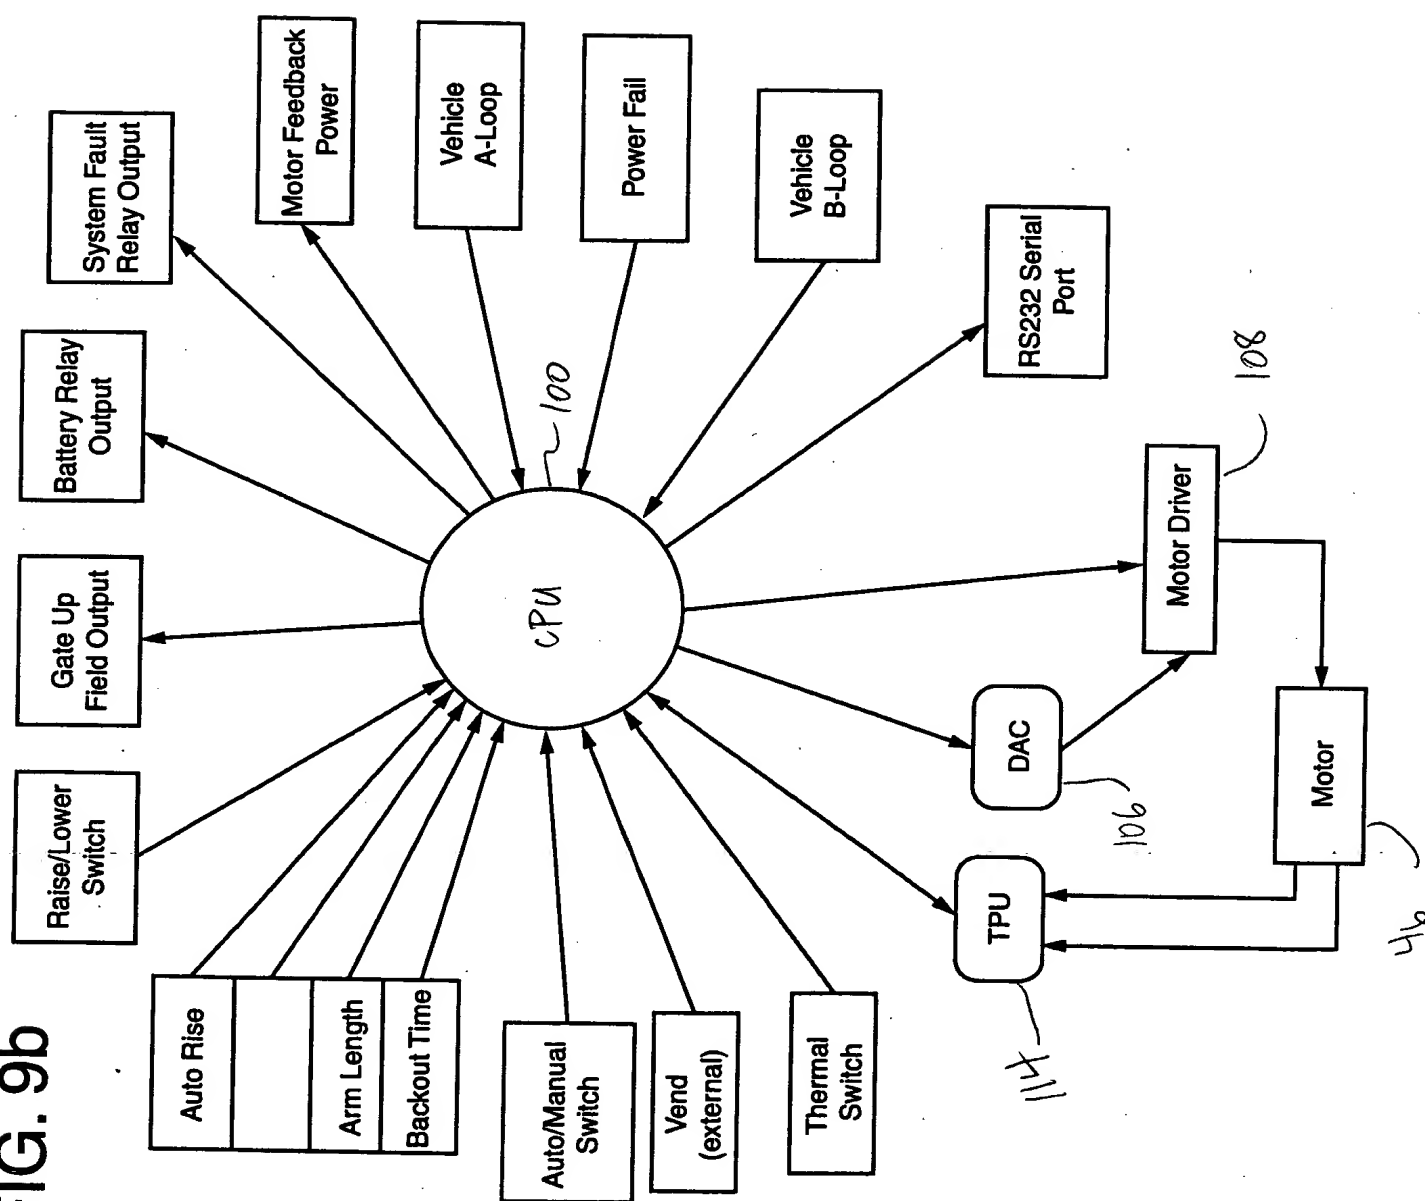 FIG. 9b
Raise/Lower
Switch
Gate Up
Field Output
Battery Relay
Output
System Fault
Relay Output
Auto Rise
Arm Length
Backout Time
Motor Feedback
Power
Vehicle
A-Loop
Auto/Manual
Switch
CPU
100
Power Fail
Vend
(external)
Vehicle
B-Loop
Thermal
Switch
RS232 Serial
Port
TPU
114
DAC
106
Motor Driver
108
Motor
46